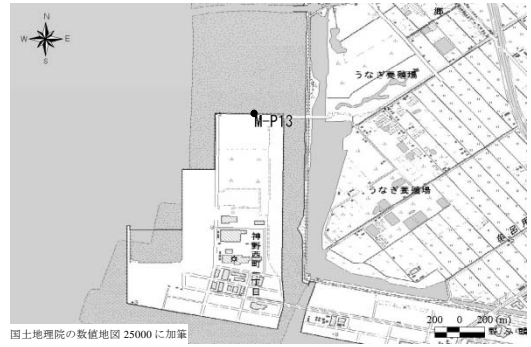 N
W E
S
郷
うなぎ養殖場
M-P13
うなぎ養殖場
神野西町一丁目
200 0 200 (m)
国土地理院の数値地図 25000 に加筆